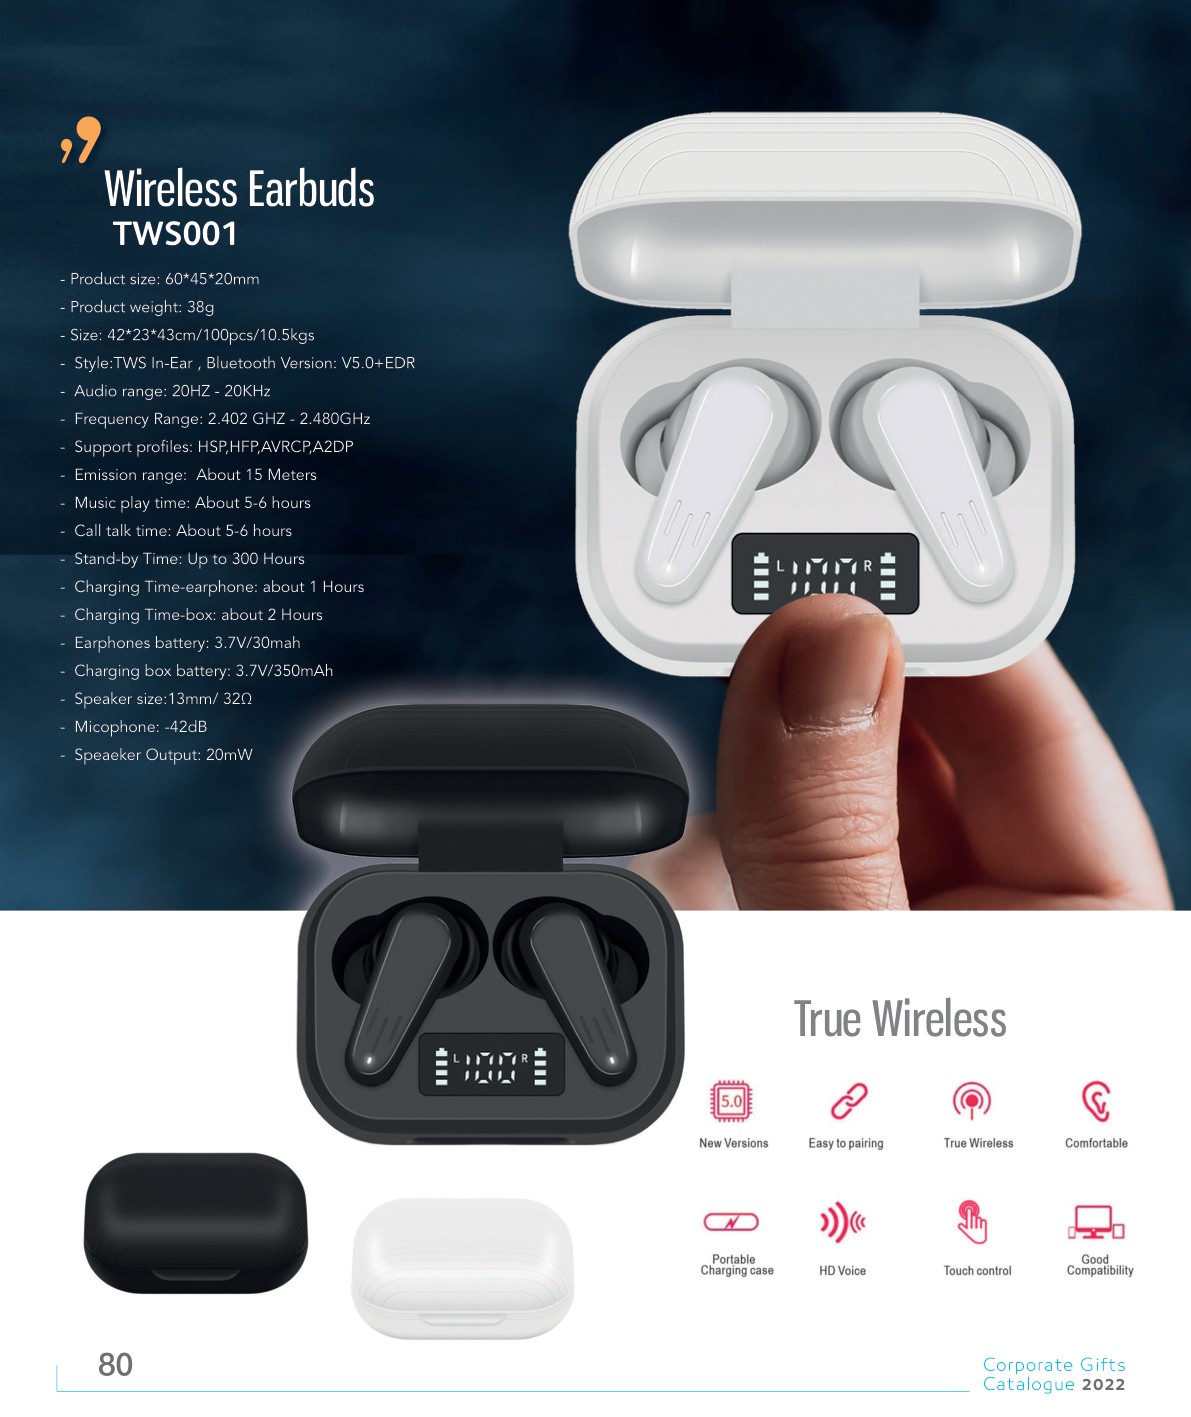 Wireless Earbuds
TWS001
- Product size: 60*45*20mm
- Product weight: 38g
- Size: 42*23*43cm/100pcs/10.5kgs
- Style:TWS In-Ear , Bluetooth Version: V5.0+EDR
- Audio range: 20HZ - 20KHz
- Frequency Range: 2.402 GHZ - 2.480GHz
- Support profiles: HSP,HFP,AVRCP,A2DP
- Emission range:  About 15 Meters
- Music play time: About 5-6 hours
- Call talk time: About 5-6 hours
- Stand-by Time: Up to 300 Hours
- Charging Time-earphone: about 1 Hours
- Charging Time-box: about 2 Hours
- Earphones battery: 3.7V/30mah
- Charging box battery: 3.7V/350mAh
- Speaker size:13mm/ 32Ω
- Micophone: -42dB
- Speaeker Output: 20mW
L 100 R
L 100 R
True Wireless
5.0
New Versions
Easy to pairing
True Wireless
Comfortable
Portable
Charging case
HD Voice
Touch control
Good
Compatibility
80
Corporate Gifts
Catalogue 2022